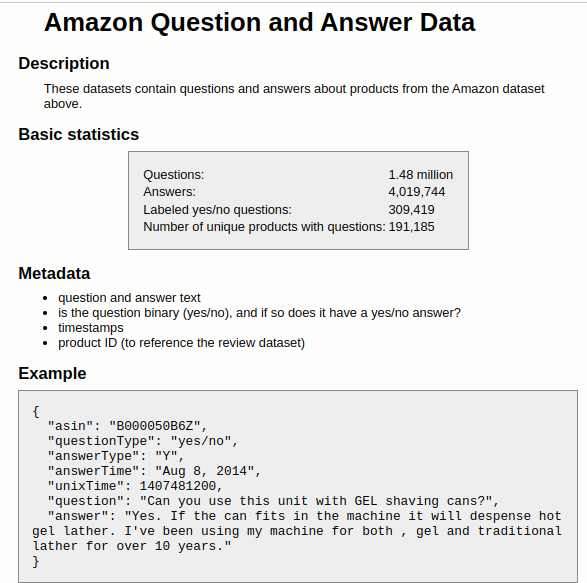 Amazon Question and Answer Data
Description
These datasets contain questions and answers about products from the Amazon dataset
above.
Basic statistics
Questions: 1.48 million
Answers: 4,019,744
Labeled yes/no questions: 309,419
Number of unique products with questions: 191,185
Metadata
• question and answer text
• is the question binary (yes/no), and if so does it have a yes/no answer?
• timestamps
• product ID (to reference the review dataset)
Example
{
  "asin": "B000050B6Z",
  "questionType": "yes/no",
  "answerType": "Y",
  "answerTime": "Aug 8, 2014",
  "unixTime": 1407481200,
  "question": "Can you use this unit with GEL shaving cans?",
  "answer": "Yes. If the can fits in the machine it will despense hot
gel lather. I've been using my machine for both , gel and traditional
lather for over 10 years."
}